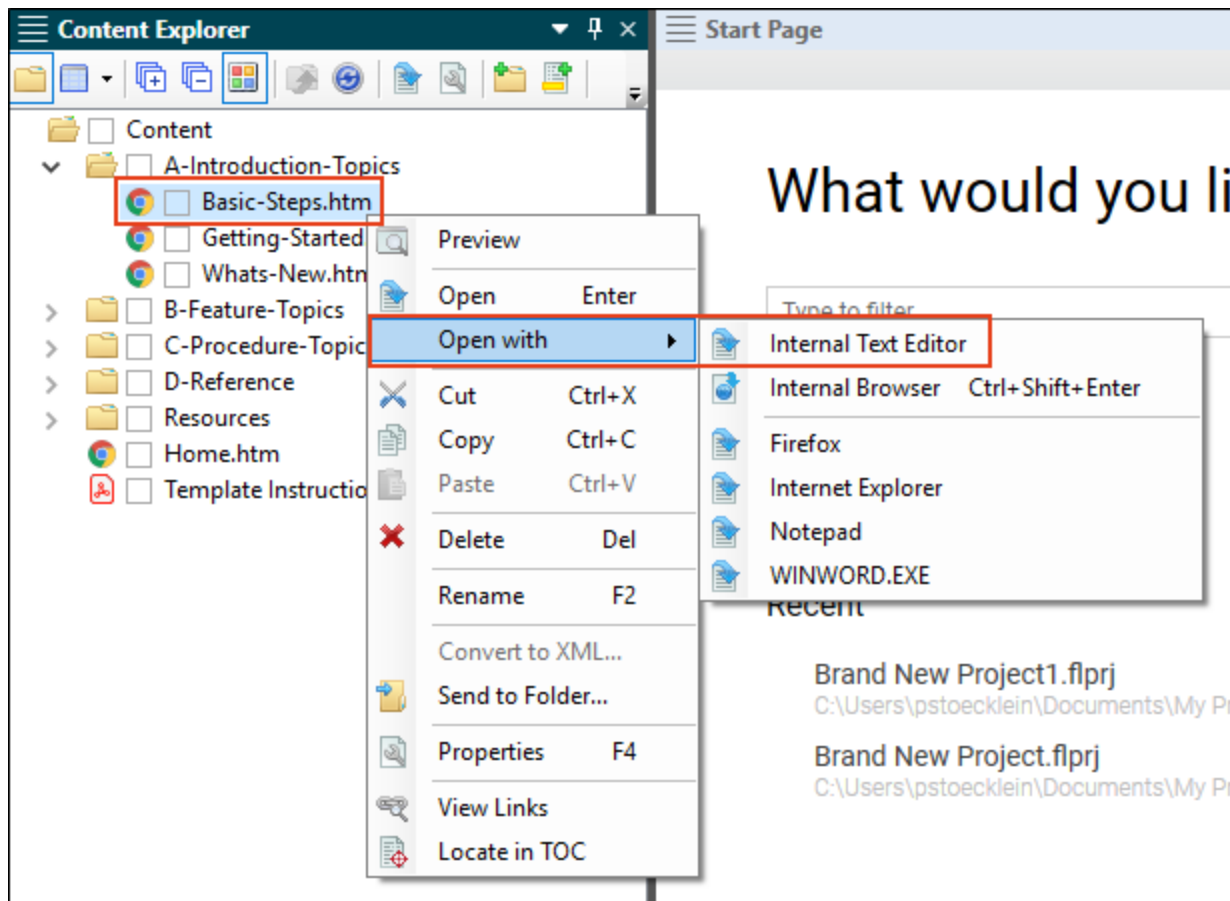 Content Explorer
Start Page
Content
A-Introduction-Topics
Basic-Steps.htm
Getting-Started
Whats-New.htm
B-Feature-Topics
C-Procedure-Topic
D-Reference
Resources
Home.htm
Template Instructio
Preview
Open Enter
Open with
Cut Ctrl+X
Copy Ctrl+C
Paste Ctrl+V
Delete Del
Rename F2
Convert to XML...
Send to Folder...
Properties F4
View Links
Locate in TOC
Internal Text Editor
Internal Browser Ctrl+Shift+Enter
Firefox
Internet Explorer
Notepad
WINWORD.EXE
What would you li
Type to filter
Recent
Brand New Project1.flprj
C:\Users\pstoecklein\Documents\My Pr
Brand New Project.flprj
C:\Users\pstoecklein\Documents\My Pr